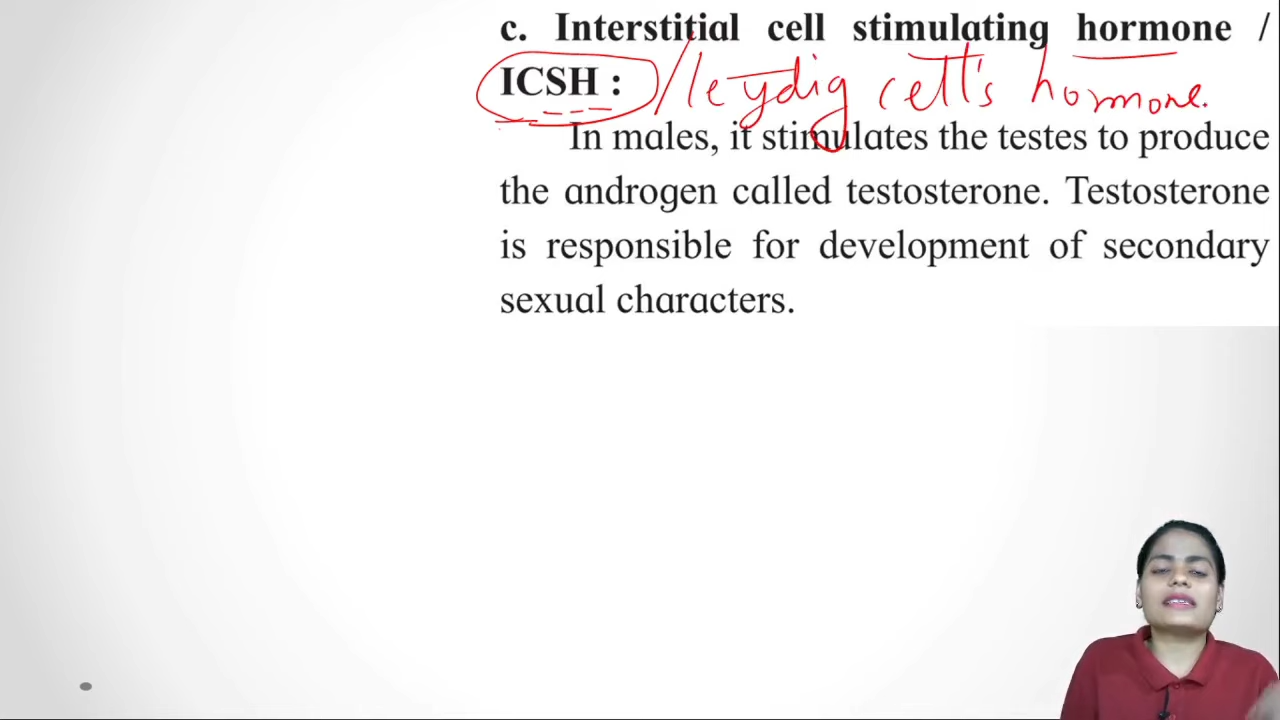 c. Interstitial cell stimulating hormone /
ICSH : / leydig cell's hormone.
In males, it stimulates the testes to produce
the androgen called testosterone. Testosterone
is responsible for development of secondary
sexual characters.